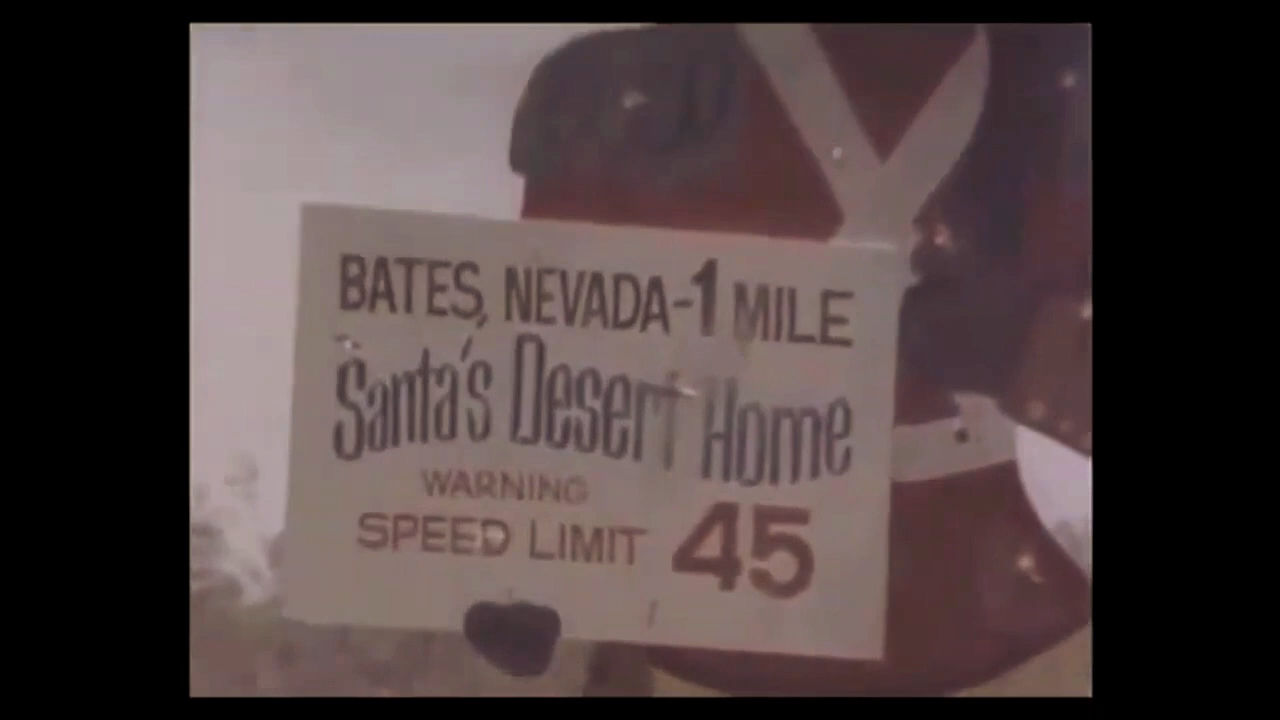 BATES, NEVADA-1 MILE
Santa's Desert Home
WARNING
SPEED LIMIT 45